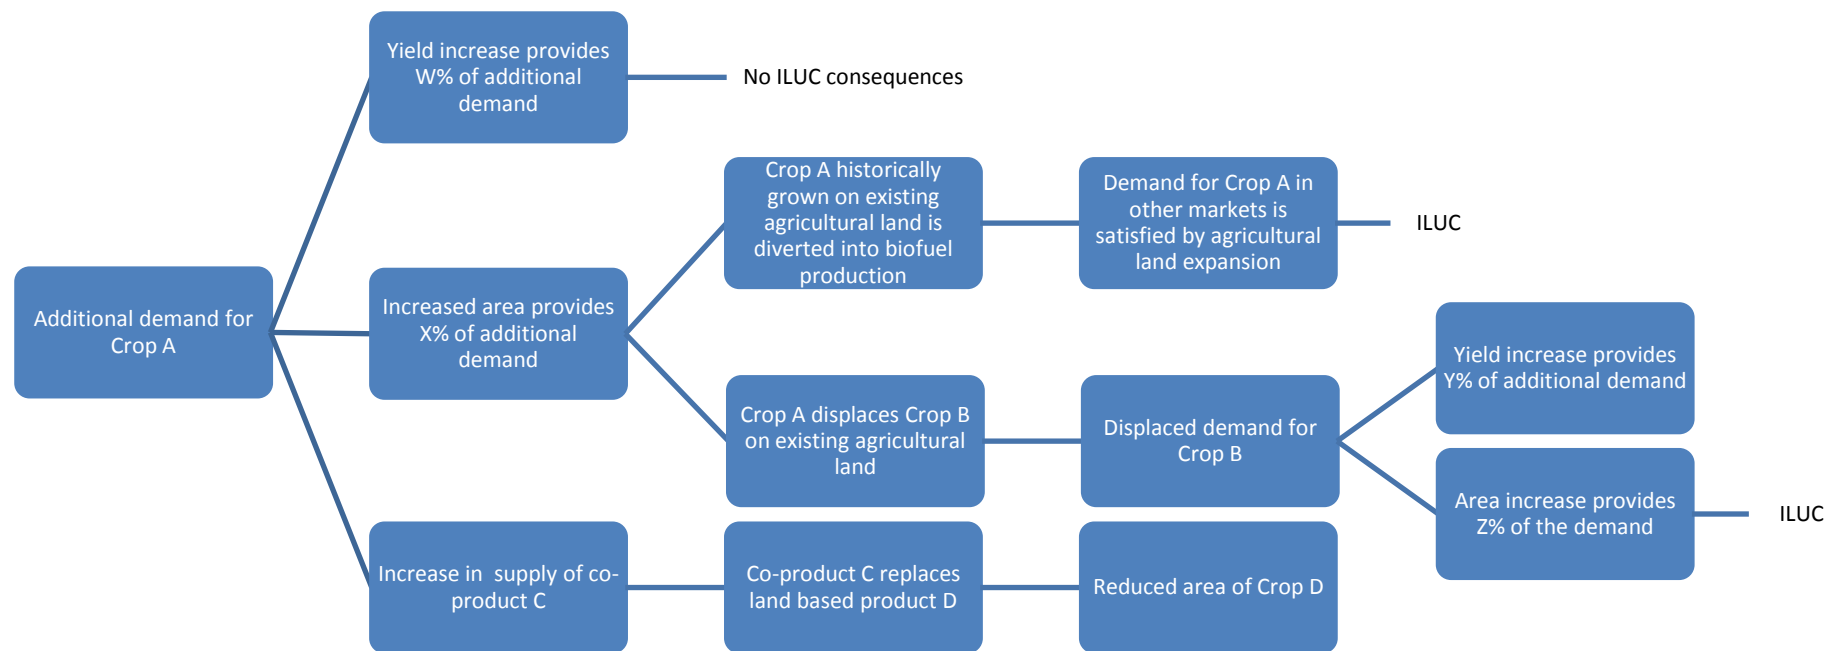 Yield increase provides
W% of additional
demand
No ILUC consequences
Crop A historically
grown on existing
agricultural land is
diverted into biofuel
production
Demand for Crop A in
other markets is
satisfied by agricultural
land expansion
ILUC
Additional demand for
Crop A
Increased area provides
X% of additional
demand
Crop A displaces Crop B
on existing agricultural
land
Displaced demand for
Crop B
Yield increase provides
Y% of additional demand
Area increase provides
Z% of the demand
ILUC
Increase in  supply of co-
product C
Co-product C replaces
land based product D
Reduced area of Crop D